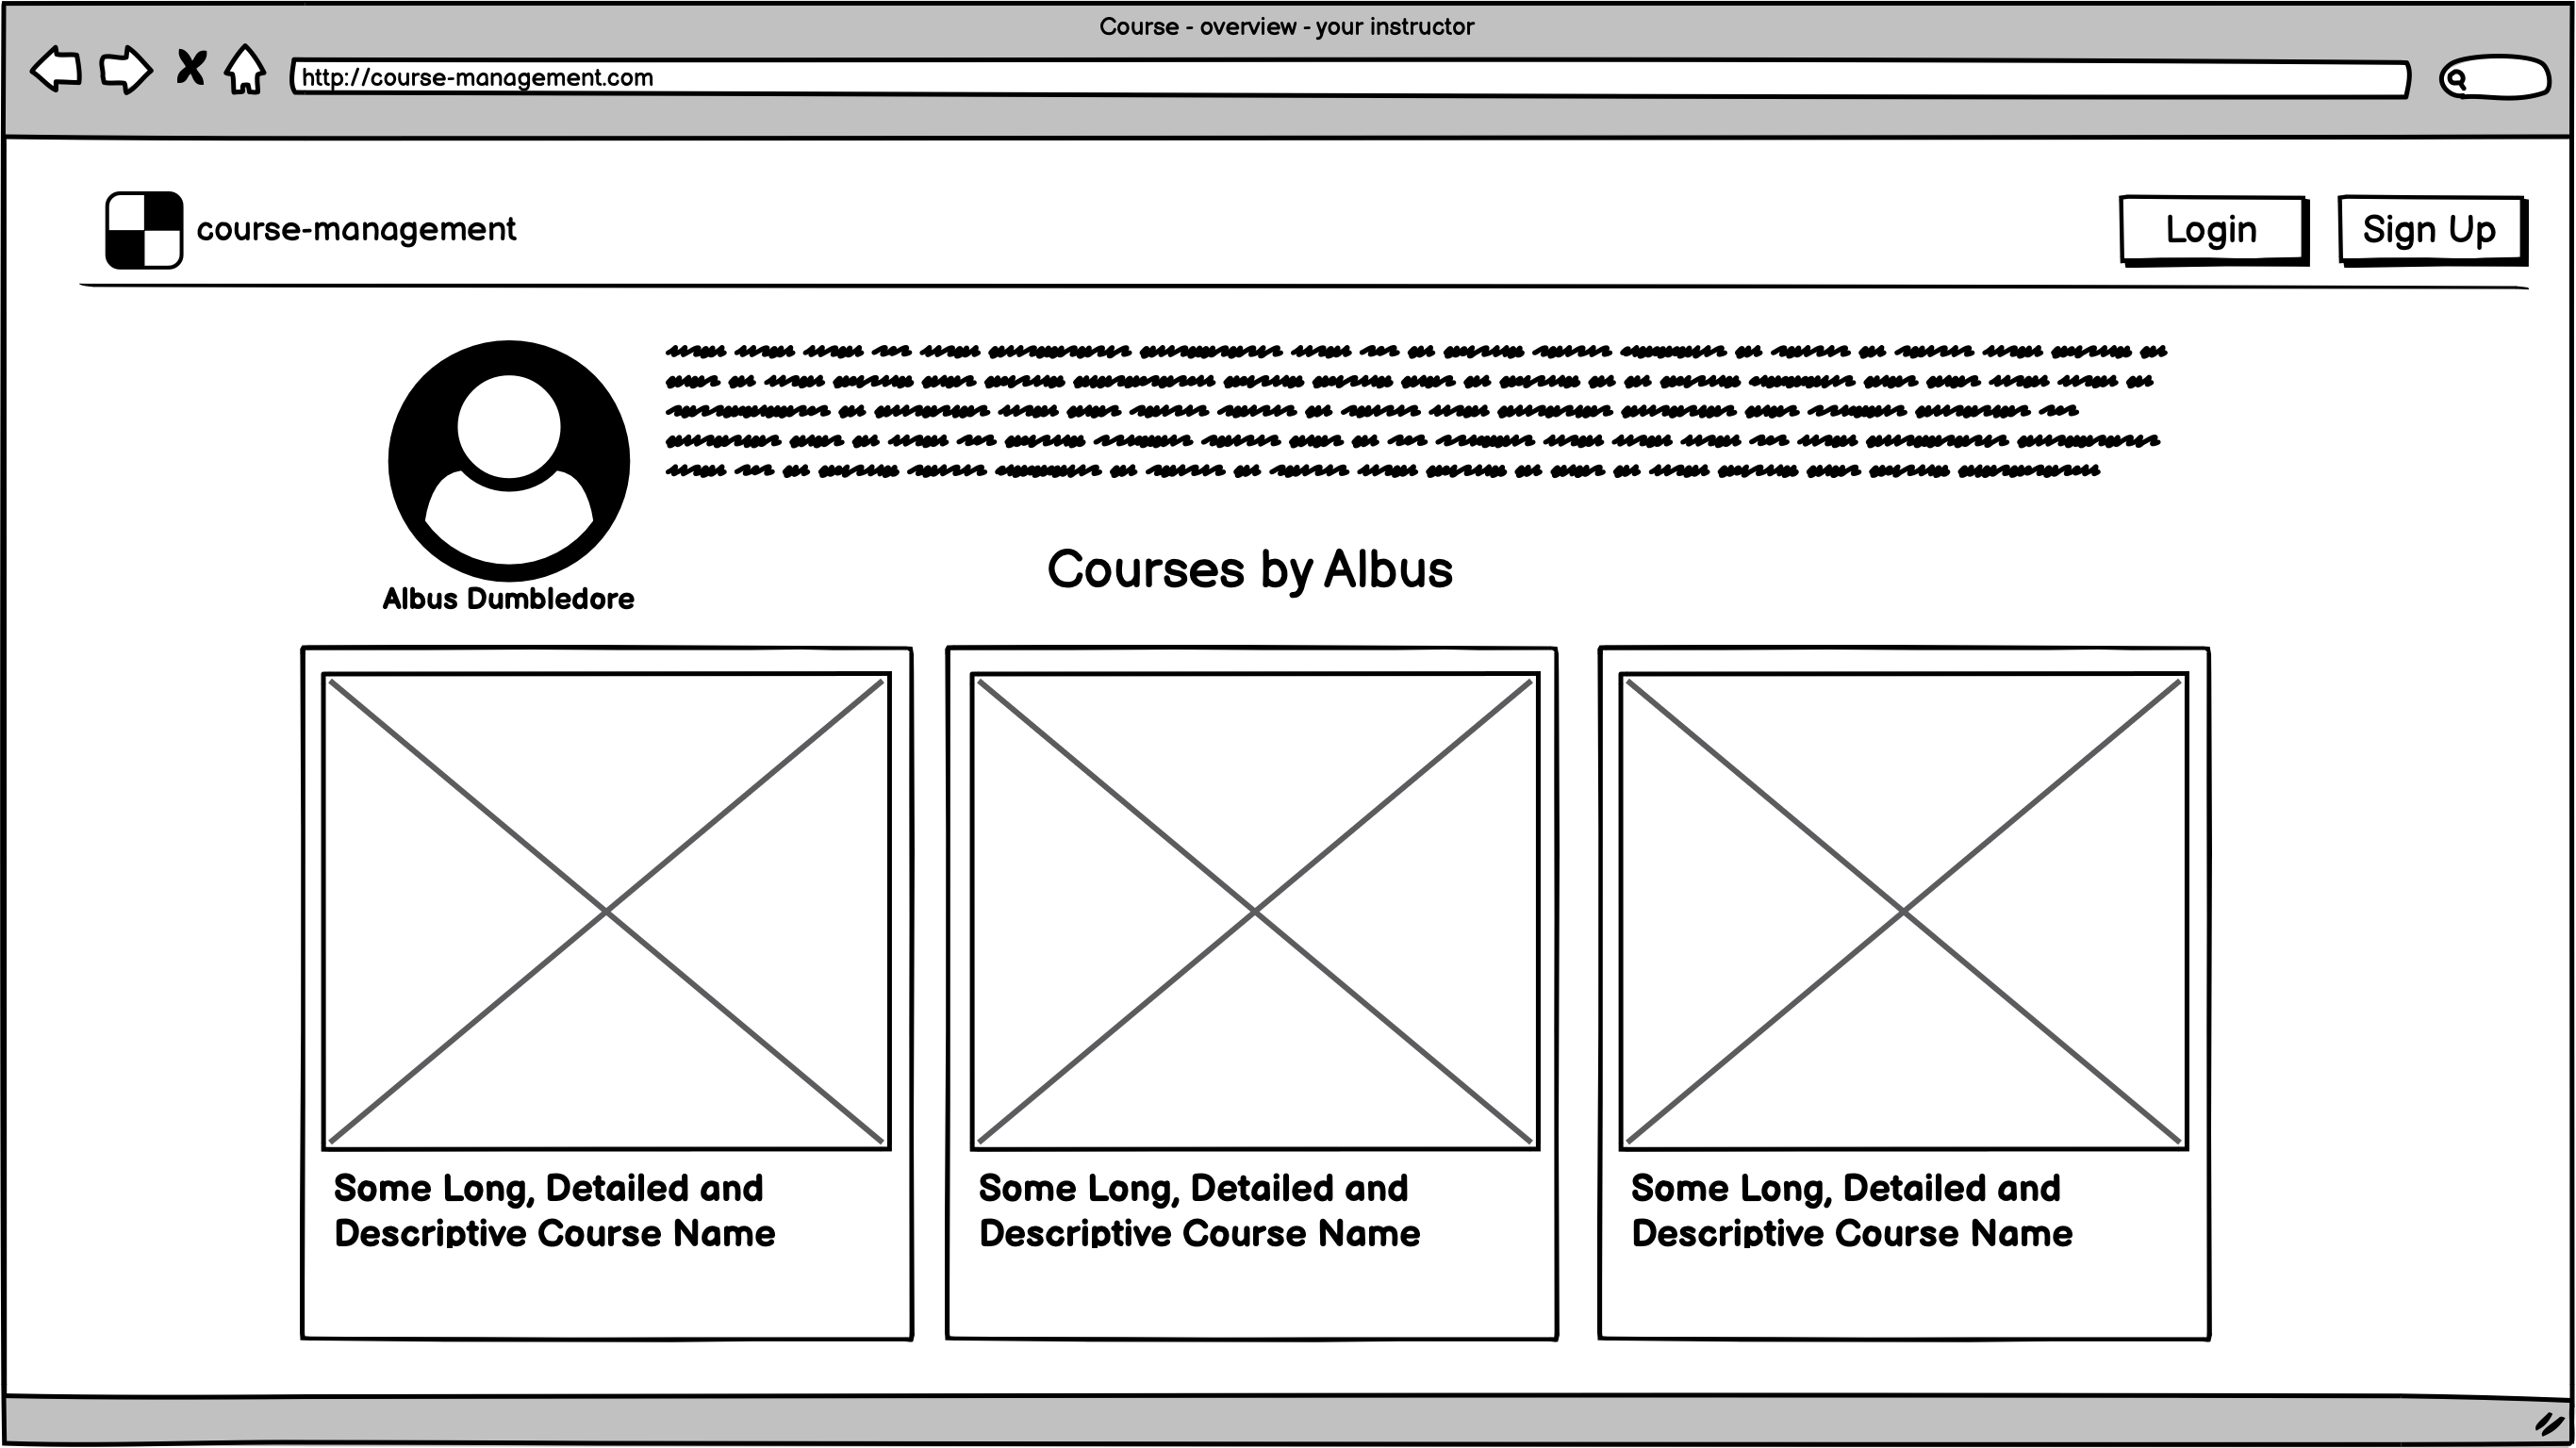 Course - overview - your instructor
http://course-management.com
course-management
Login
Sign Up
Albus Dumbledore
Courses by Albus
Some Long, Detailed and
Descriptive Course Name
Some Long, Detailed and
Descriptive Course Name
Some Long, Detailed and
Descriptive Course Name